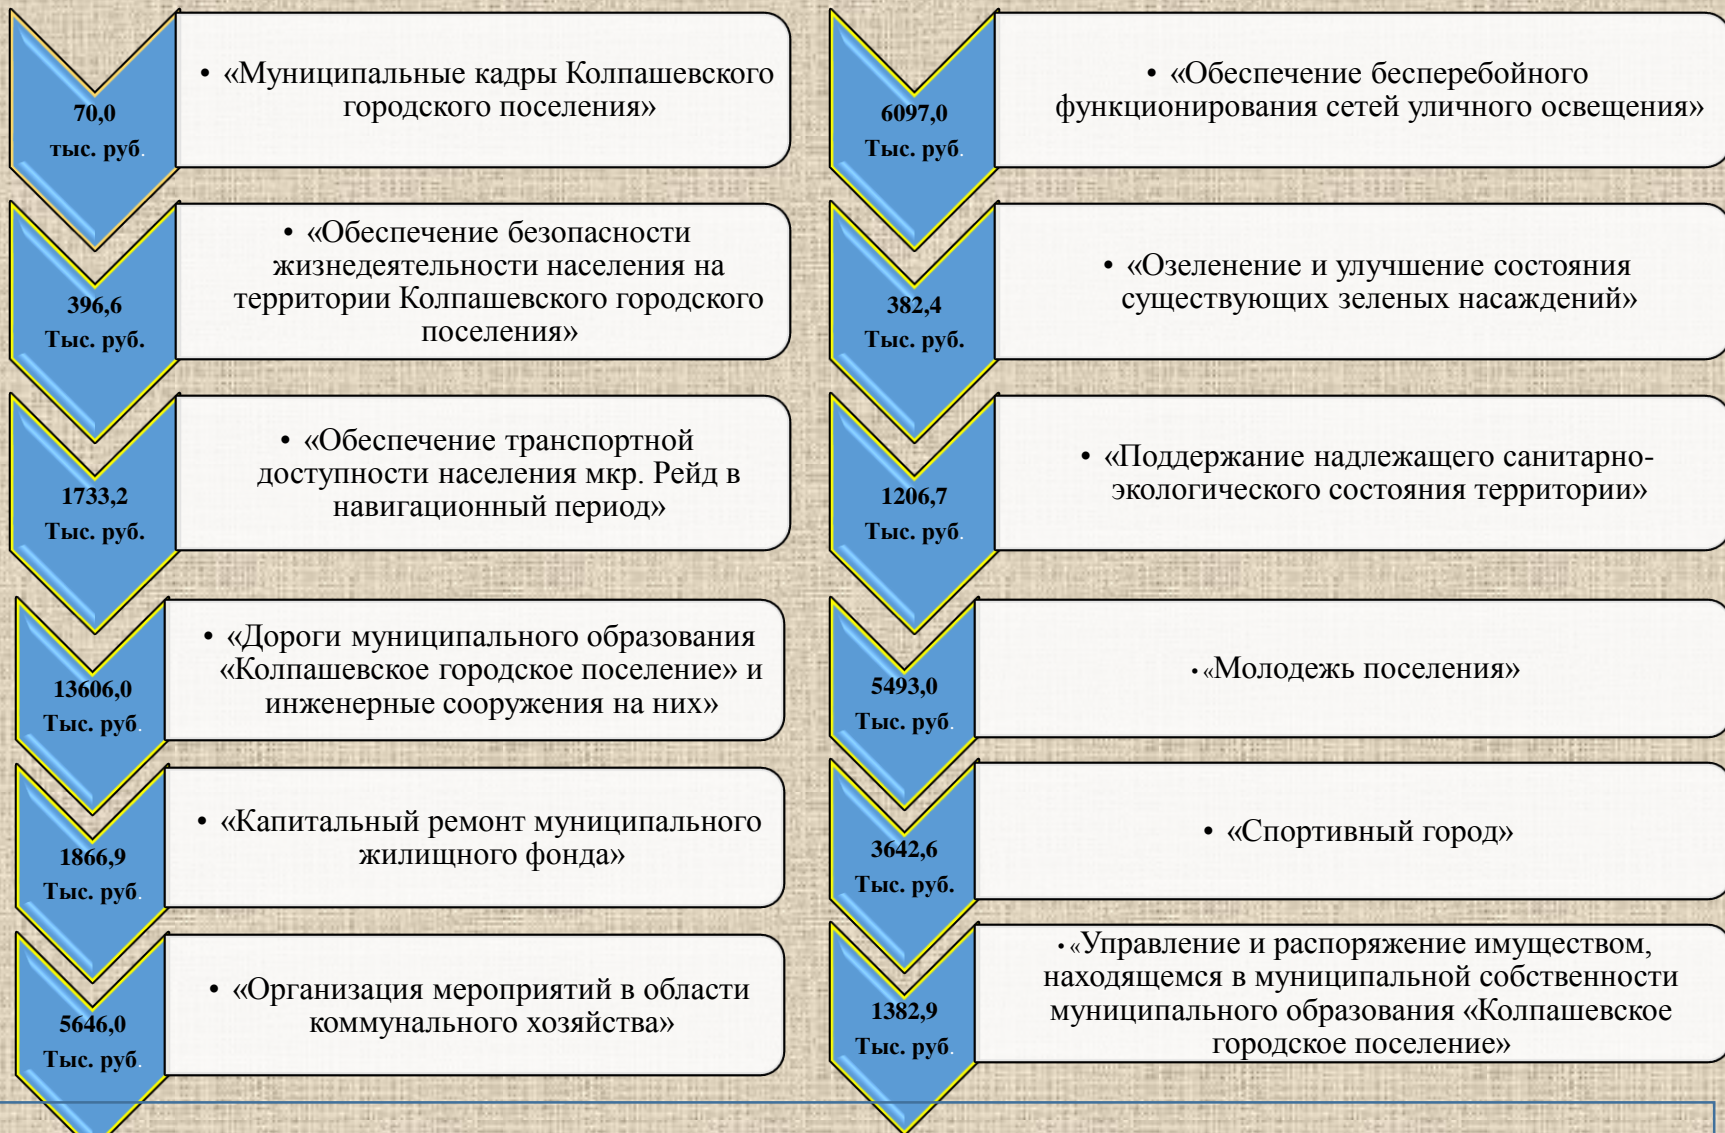 70,0
тыс. руб.
• «Муниципальные кадры Колпашевского
городского поселения»
396,6
Тыс. руб.
• «Обеспечение безопасности
жизнедеятельности населения на
территории Колпашевского городского
поселения»
1733,2
Тыс. руб.
• «Обеспечение транспортной
доступности населения мкр. Рейд в
навигационный период»
13606,0
Тыс. руб.
• «Дороги муниципального образования
«Колпашевское городское поселение» и
инженерные сооружения на них»
1866,9
Тыс. руб.
• «Капитальный ремонт муниципального
жилищного фонда»
5646,0
Тыс. руб.
• «Организация мероприятий в области
коммунального хозяйства»
6097,0
Тыс. руб.
• «Обеспечение бесперебойного
функционирования сетей уличного освещения»
382,4
Тыс. руб.
• «Озеленение и улучшение состояния
существующих зеленых насаждений»
1206,7
Тыс. руб.
• «Поддержание надлежащего санитарно-
экологического состояния территории»
5493,0
Тыс. руб.
• «Молодежь поселения»
3642,6
Тыс. руб.
• «Спортивный город»
1382,9
Тыс. руб.
• «Управление и распоряжение имуществом,
находящемся в муниципальной собственности
муниципального образования «Колпашевское
городское поселение»